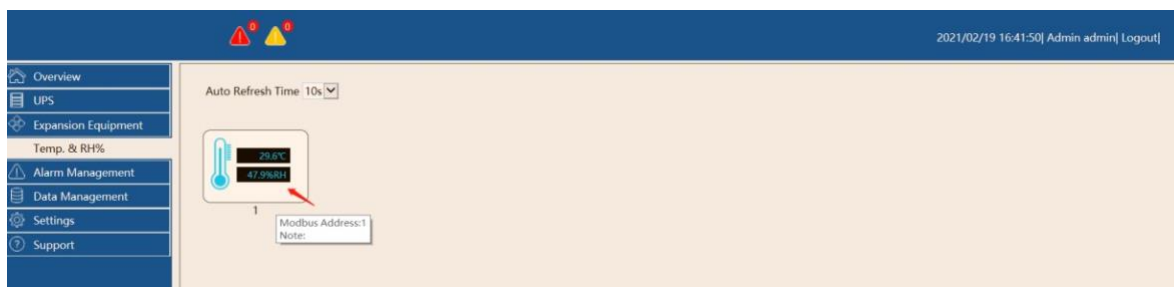 0 0
2021/02/19 16:41:50| Admin admin| Logout|
Overview
UPS
Expansion Equipment
Temp. & RH%
Alarm Management
Data Management
Settings
Support
Auto Refresh Time 10s
29.6℃
47.9%RH
1
Modbus Address:1
Note: